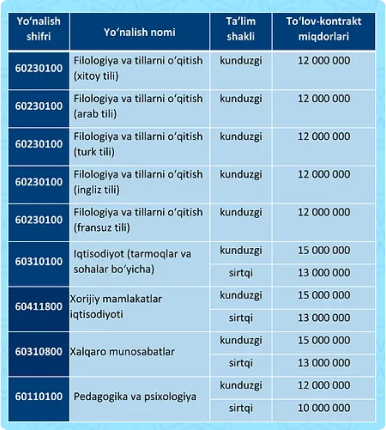 Yo‘nalish shifri Yo‘nalish nomi Ta’lim shakli To‘lov-kontrakt miqdorlari
60230100 Filologiya va tillarni o‘qitish (xitoy tili) kunduzgi 12 000 000
60230100 Filologiya va tillarni o‘qitish (arab tili) kunduzgi 12 000 000
60230100 Filologiya va tillarni o‘qitish (turk tili) kunduzgi 12 000 000
60230100 Filologiya va tillarni o‘qitish (ingliz tili) kunduzgi 12 000 000
60230100 Filologiya va tillarni o‘qitish (fransuz tili) kunduzgi 12 000 000
60310100 Iqtisodiyot (tarmoqlar va sohalar bo‘yicha) kunduzgi 15 000 000
sirtqi 13 000 000
60411800 Xorijiy mamlakatlar iqtisodiyoti kunduzgi 15 000 000
sirtqi 13 000 000
60310800 Xalqaro munosabatlar kunduzgi 15 000 000
sirtqi 13 000 000
60110100 Pedagogika va psixologiya kunduzgi 12 000 000
sirtqi 10 000 000